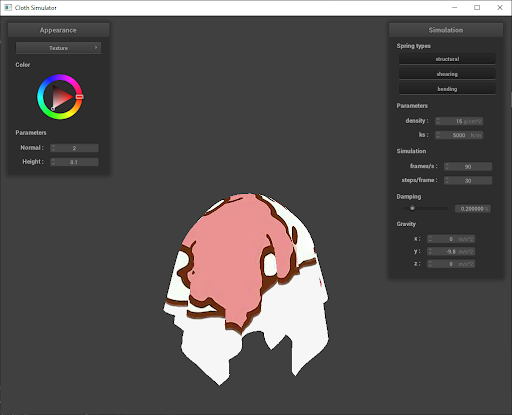 Cloth Simulator
Appearance
Texture
Color
Parameters
Normal : 2
Height : 0.1
Simulation
Spring types
structural
shearing
bending
Parameters
density : 15 g/cm^2
ks : 5000 N/m
Simulation
frames/s : 90
steps/frame : 30
Damping
0.200000 %
Gravity
x : 0 m/s^2
y : -9.8 m/s^2
z : 0 m/s^2